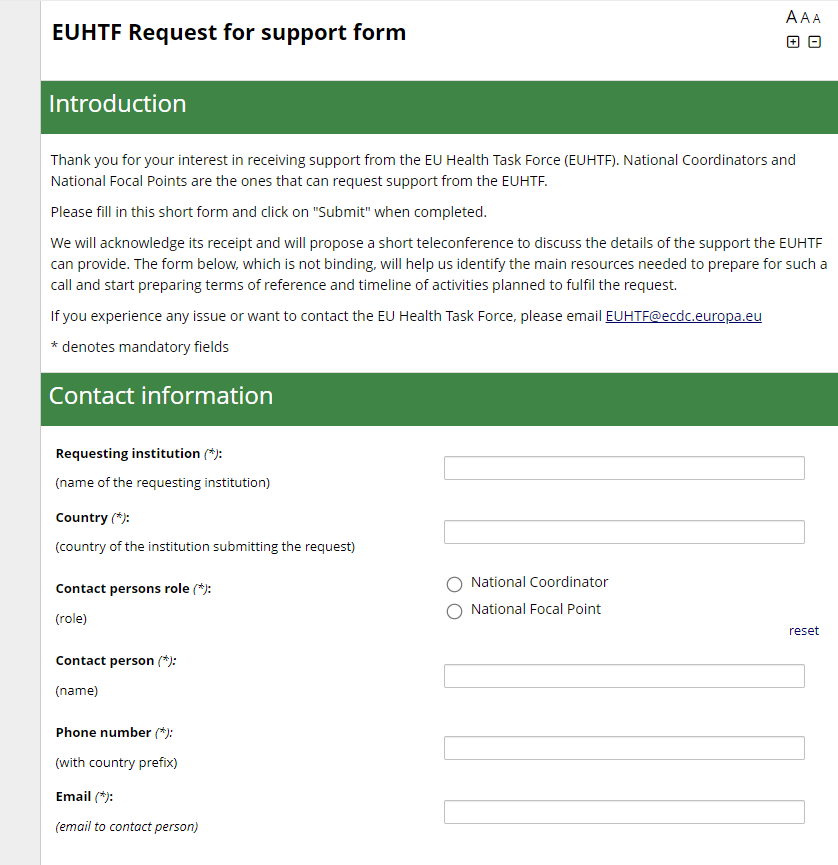 EUHTF Request for support form
A A A
Introduction
Thank you for your interest in receiving support from the EU Health Task Force (EUHTF). National Coordinators and
National Focal Points are the ones that can request support from the EUHTF.
Please fill in this short form and click on "Submit" when completed.
We will acknowledge its receipt and will propose a short teleconference to discuss the details of the support the EUHTF
can provide. The form below, which is not binding, will help us identify the main resources needed to prepare for such a
call and start preparing terms of reference and timeline of activities planned to fulfil the request.
If you experience any issue or want to contact the EU Health Task Force, please email EUHTF@ecdc.europa.eu
* denotes mandatory fields
Contact information
Requesting institution (*):
(name of the requesting institution)
Country (*):
(country of the institution submitting the request)
Contact persons role (*):
(role)
National Coordinator
National Focal Point
reset
Contact person (*):
(name)
Phone number (*):
(with country prefix)
Email (*):
(email to contact person)